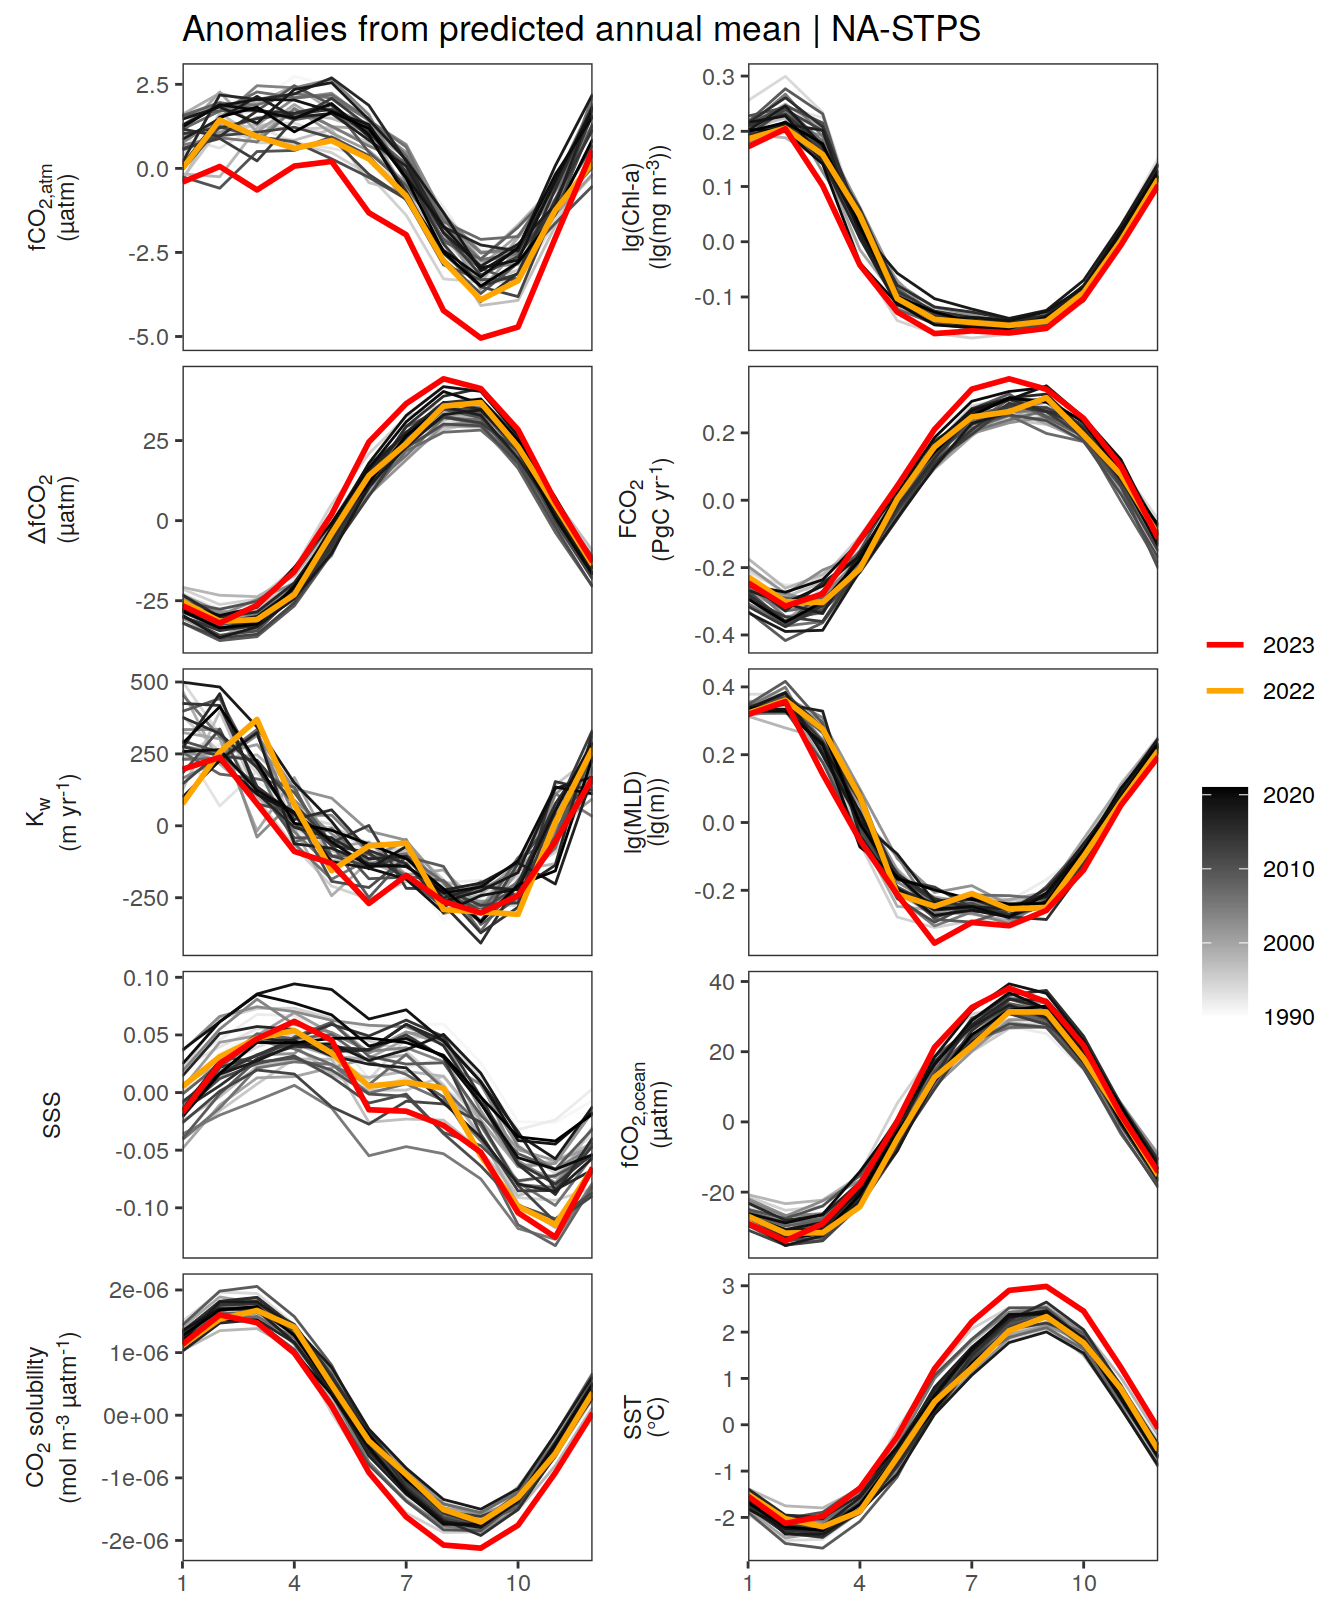 Anomalies from predicted annual mean | NA-STPS
fCO2,atm
(µatm)
2.5
0.0
-2.5
-5.0
lg(Chl-a)
(lg(mg m-3))
0.3
0.2
0.1
0.0
-0.1
ΔfCO2
(µatm)
25
0
-25
FCO2
(PgC yr-1)
0.2
0.0
-0.2
-0.4
Kw
(m yr-1)
500
250
0
-250
lg(MLD)
(lg(m))
0.4
0.2
0.0
-0.2
SSS
0.10
0.05
0.00
-0.05
-0.10
fCO2,ocean
(µatm)
40
20
0
-20
CO2 solubility
(mol m-3 µatm-1)
2e-06
1e-06
0e+00
-1e-06
-2e-06
1 4 7 10
SST
(°C)
3
2
1
0
-1
-2
1 4 7 10
2023
2022
2020
2010
2000
1990